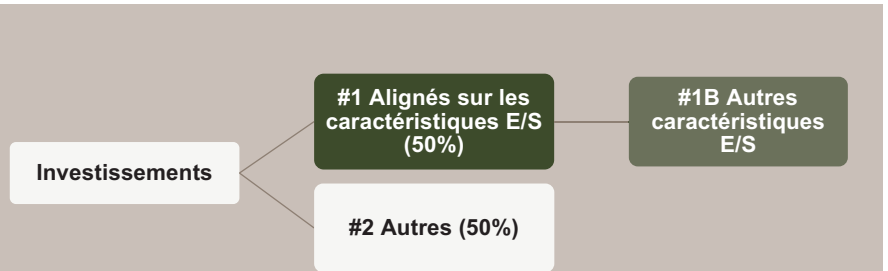 Investissements
#1 Alignés sur les
caractéristiques E/S
(50%)
#1B Autres
caractéristiques
E/S
#2 Autres (50%)